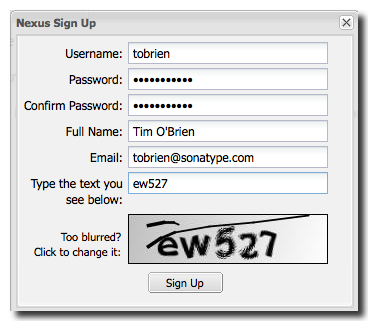 Nexus Sign Up
Username: tobrien
Password: •••••••••••
Confirm Password: •••••••••••
Full Name: Tim O'Brien
Email: tobrien@sonatype.com
Type the text you see below: ew527
Too blurred?
Click to change it: ew527
Sign Up